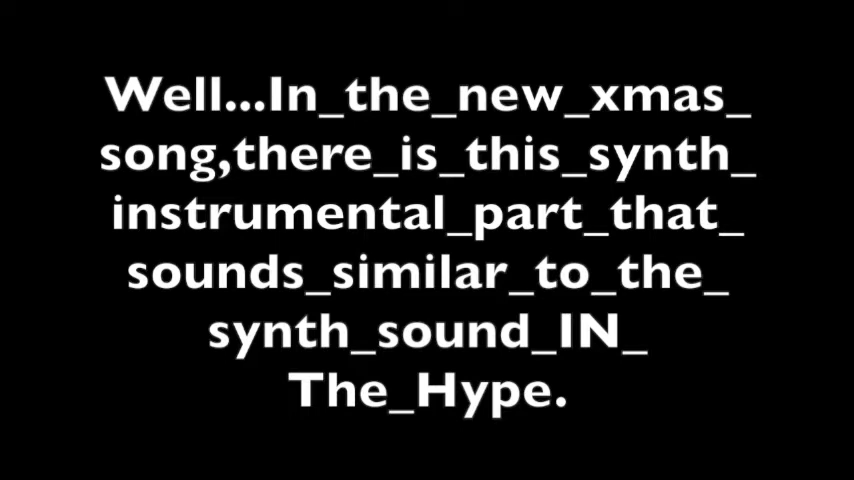 Well...In_the_new_xmas_
song,there_is_this_synth_
instrumental_part_that_
sounds_similar_to_the_
synth_sound_IN_
The_Hype.